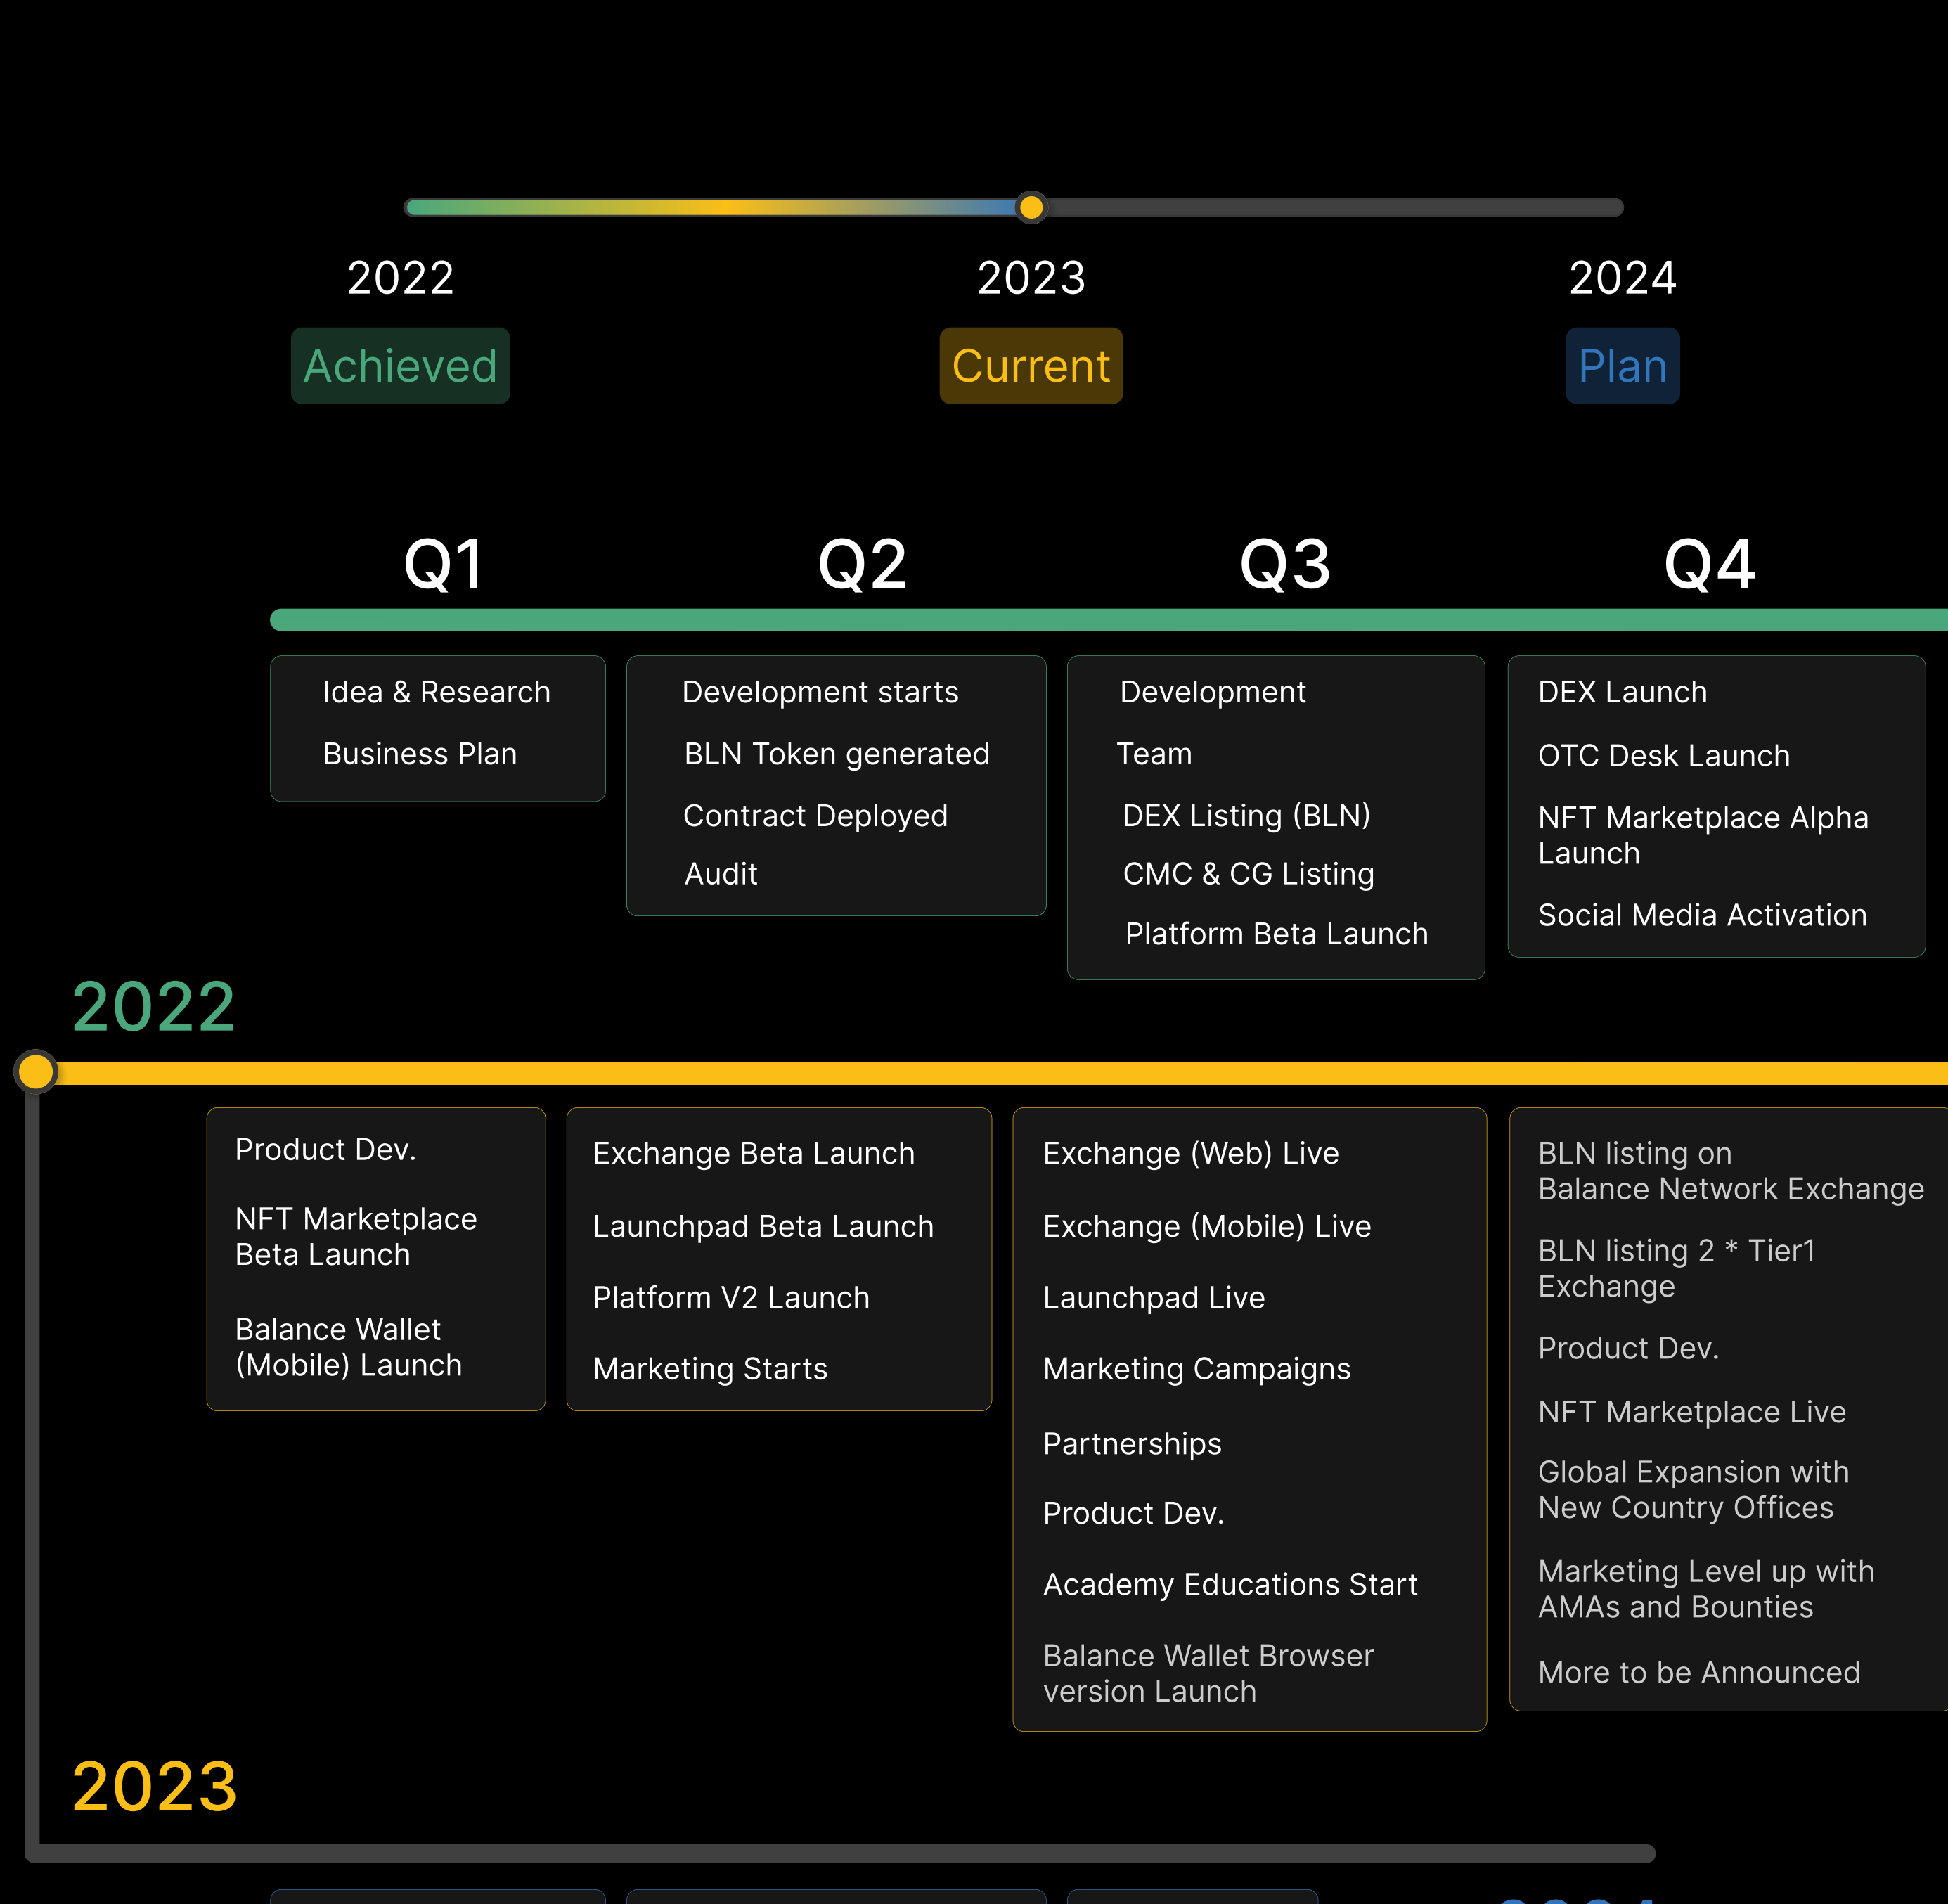 2022
2023
2024
Achieved
Current
Plan
Q1
Q2
Q3
Q4
Idea & Research
Business Plan
Development starts
BLN Token generated
Contract Deployed
Audit
Development
Team
DEX Listing (BLN)
CMC & CG Listing
Platform Beta Launch
DEX Launch
OTC Desk Launch
NFT Marketplace Alpha
Launch
Social Media Activation
2022
Product Dev.
NFT Marketplace
Beta Launch
Balance Wallet
(Mobile) Launch
Exchange Beta Launch
Launchpad Beta Launch
Platform V2 Launch
Marketing Starts
Exchange (Web) Live
Exchange (Mobile) Live
Launchpad Live
Marketing Campaigns
Partnerships
Product Dev.
Academy Educations Start
Balance Wallet Browser
version Launch
BLN listing on
Balance Network Exchange
BLN listing 2 * Tier1
Exchange
Product Dev.
NFT Marketplace Live
Global Expansion with
New Country Offices
Marketing Level up with
AMAs and Bounties
More to be Announced
2023